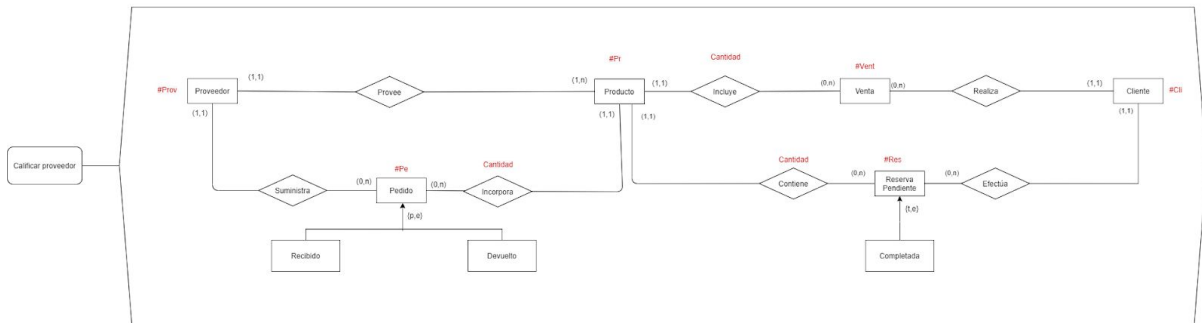 Cantidad
#Pr
#Vent
(1,1)
(1,n)
(1,1)
(0,n)
(0,n)
(1,1)
#Prov
Proveedor
Provee
Producto
Incluye
Venta
Realiza
Cliente
#Cli
(1,1)
(1,1)
(1,1)
(1,1)
Calificar proveedor
#Pe
Cantidad
Cantidad
#Res
(0,n)
(0,n)
(0,n)
(0,n)
Suministra
Pedido
Incorpora
Contiene
Reserva
Pendiente
Efectúa
{p,e}
{t,e}
Recibido
Devuelto
Completada